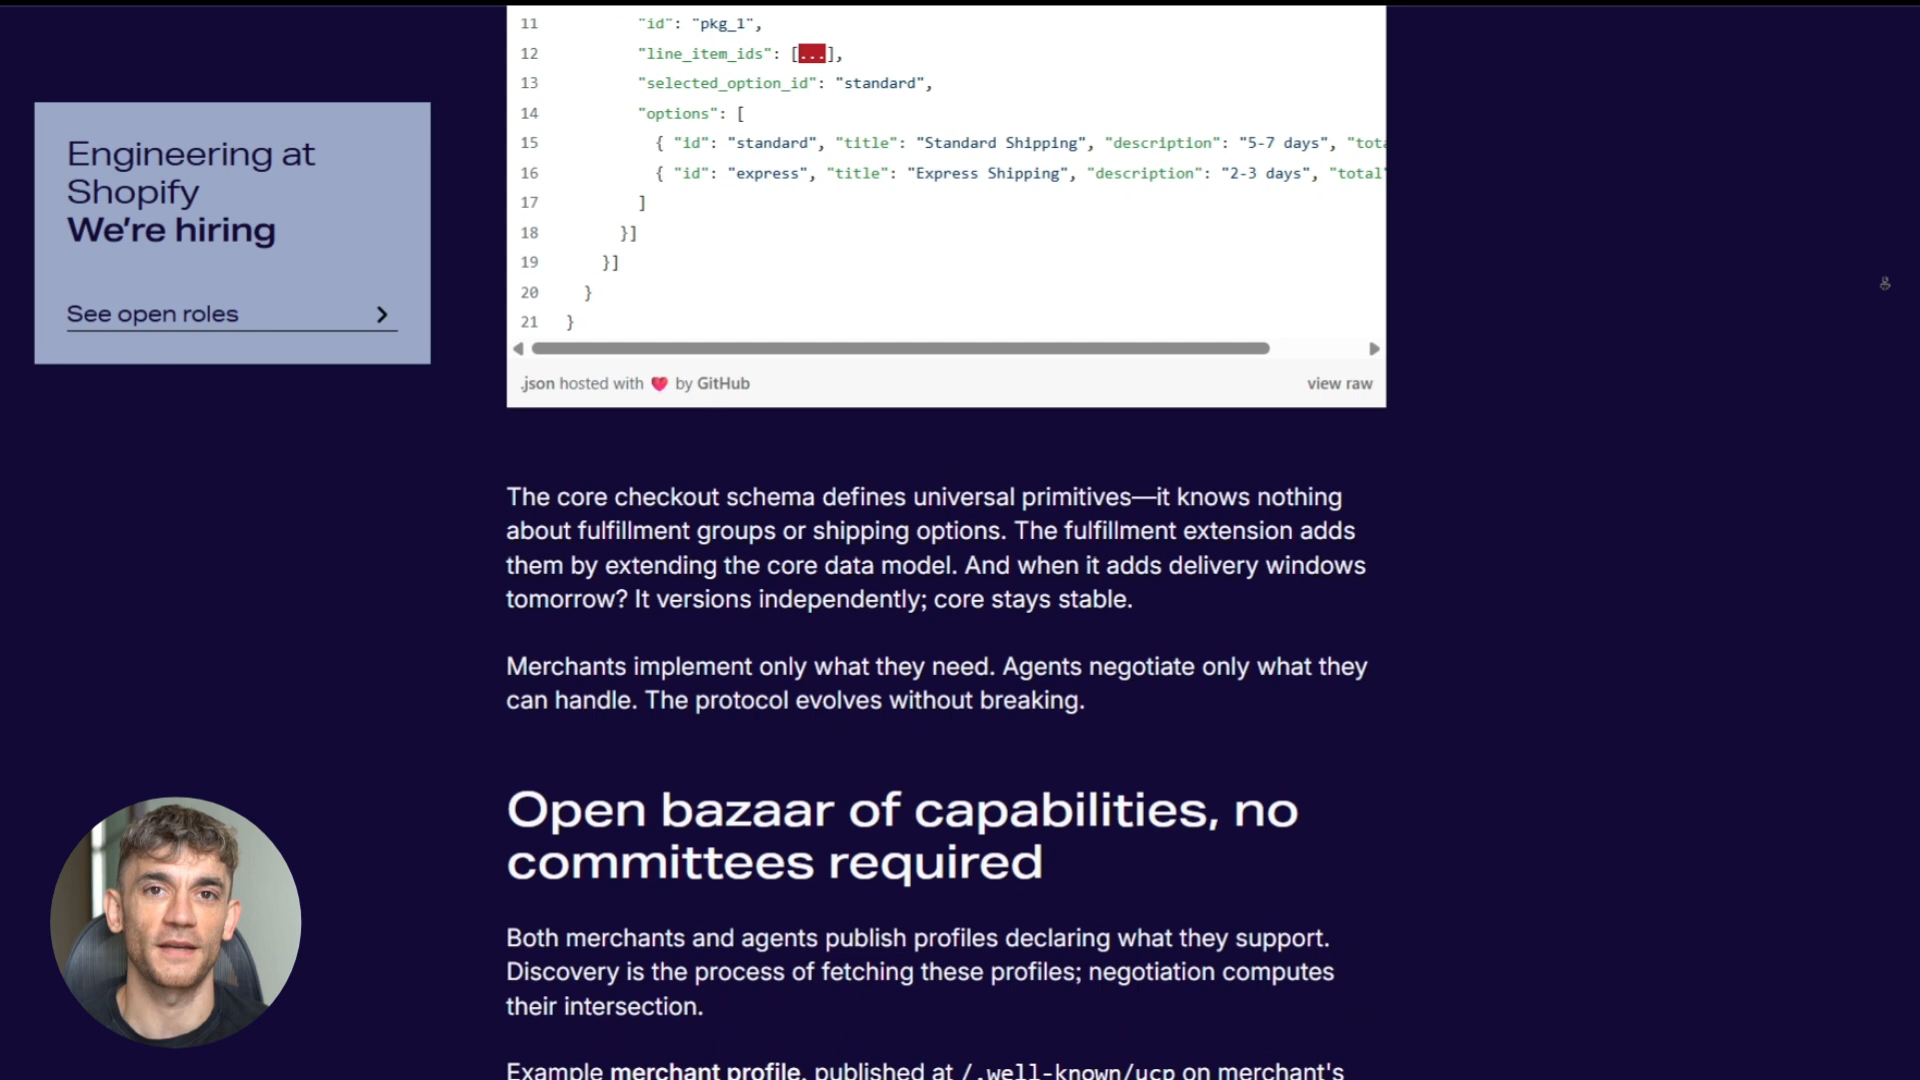 Engineering at
Shopify
We're hiring
See open roles
11 "id": "pkg_1",
12 "line_item_ids": [...],
13 "selected_option_id": "standard",
14 "options": [
15 { "id": "standard", "title": "Standard Shipping", "description": "5-7 days", "tota
16 { "id": "express", "title": "Express Shipping", "description": "2-3 days", "total"
17 ]
18 }]
19 }]
20 }
21 }
.json hosted with ❤ by GitHub
view raw
The core checkout schema defines universal primitives—it knows nothing
about fulfillment groups or shipping options. The fulfillment extension adds
them by extending the core data model. And when it adds delivery windows
tomorrow? It versions independently; core stays stable.
Merchants implement only what they need. Agents negotiate only what they
can handle. The protocol evolves without breaking.
Open bazaar of capabilities, no
committees required
Both merchants and agents publish profiles declaring what they support.
Discovery is the process of fetching these profiles; negotiation computes
their intersection.
Example merchant profile, published at /.well-known/ucp on merchant's